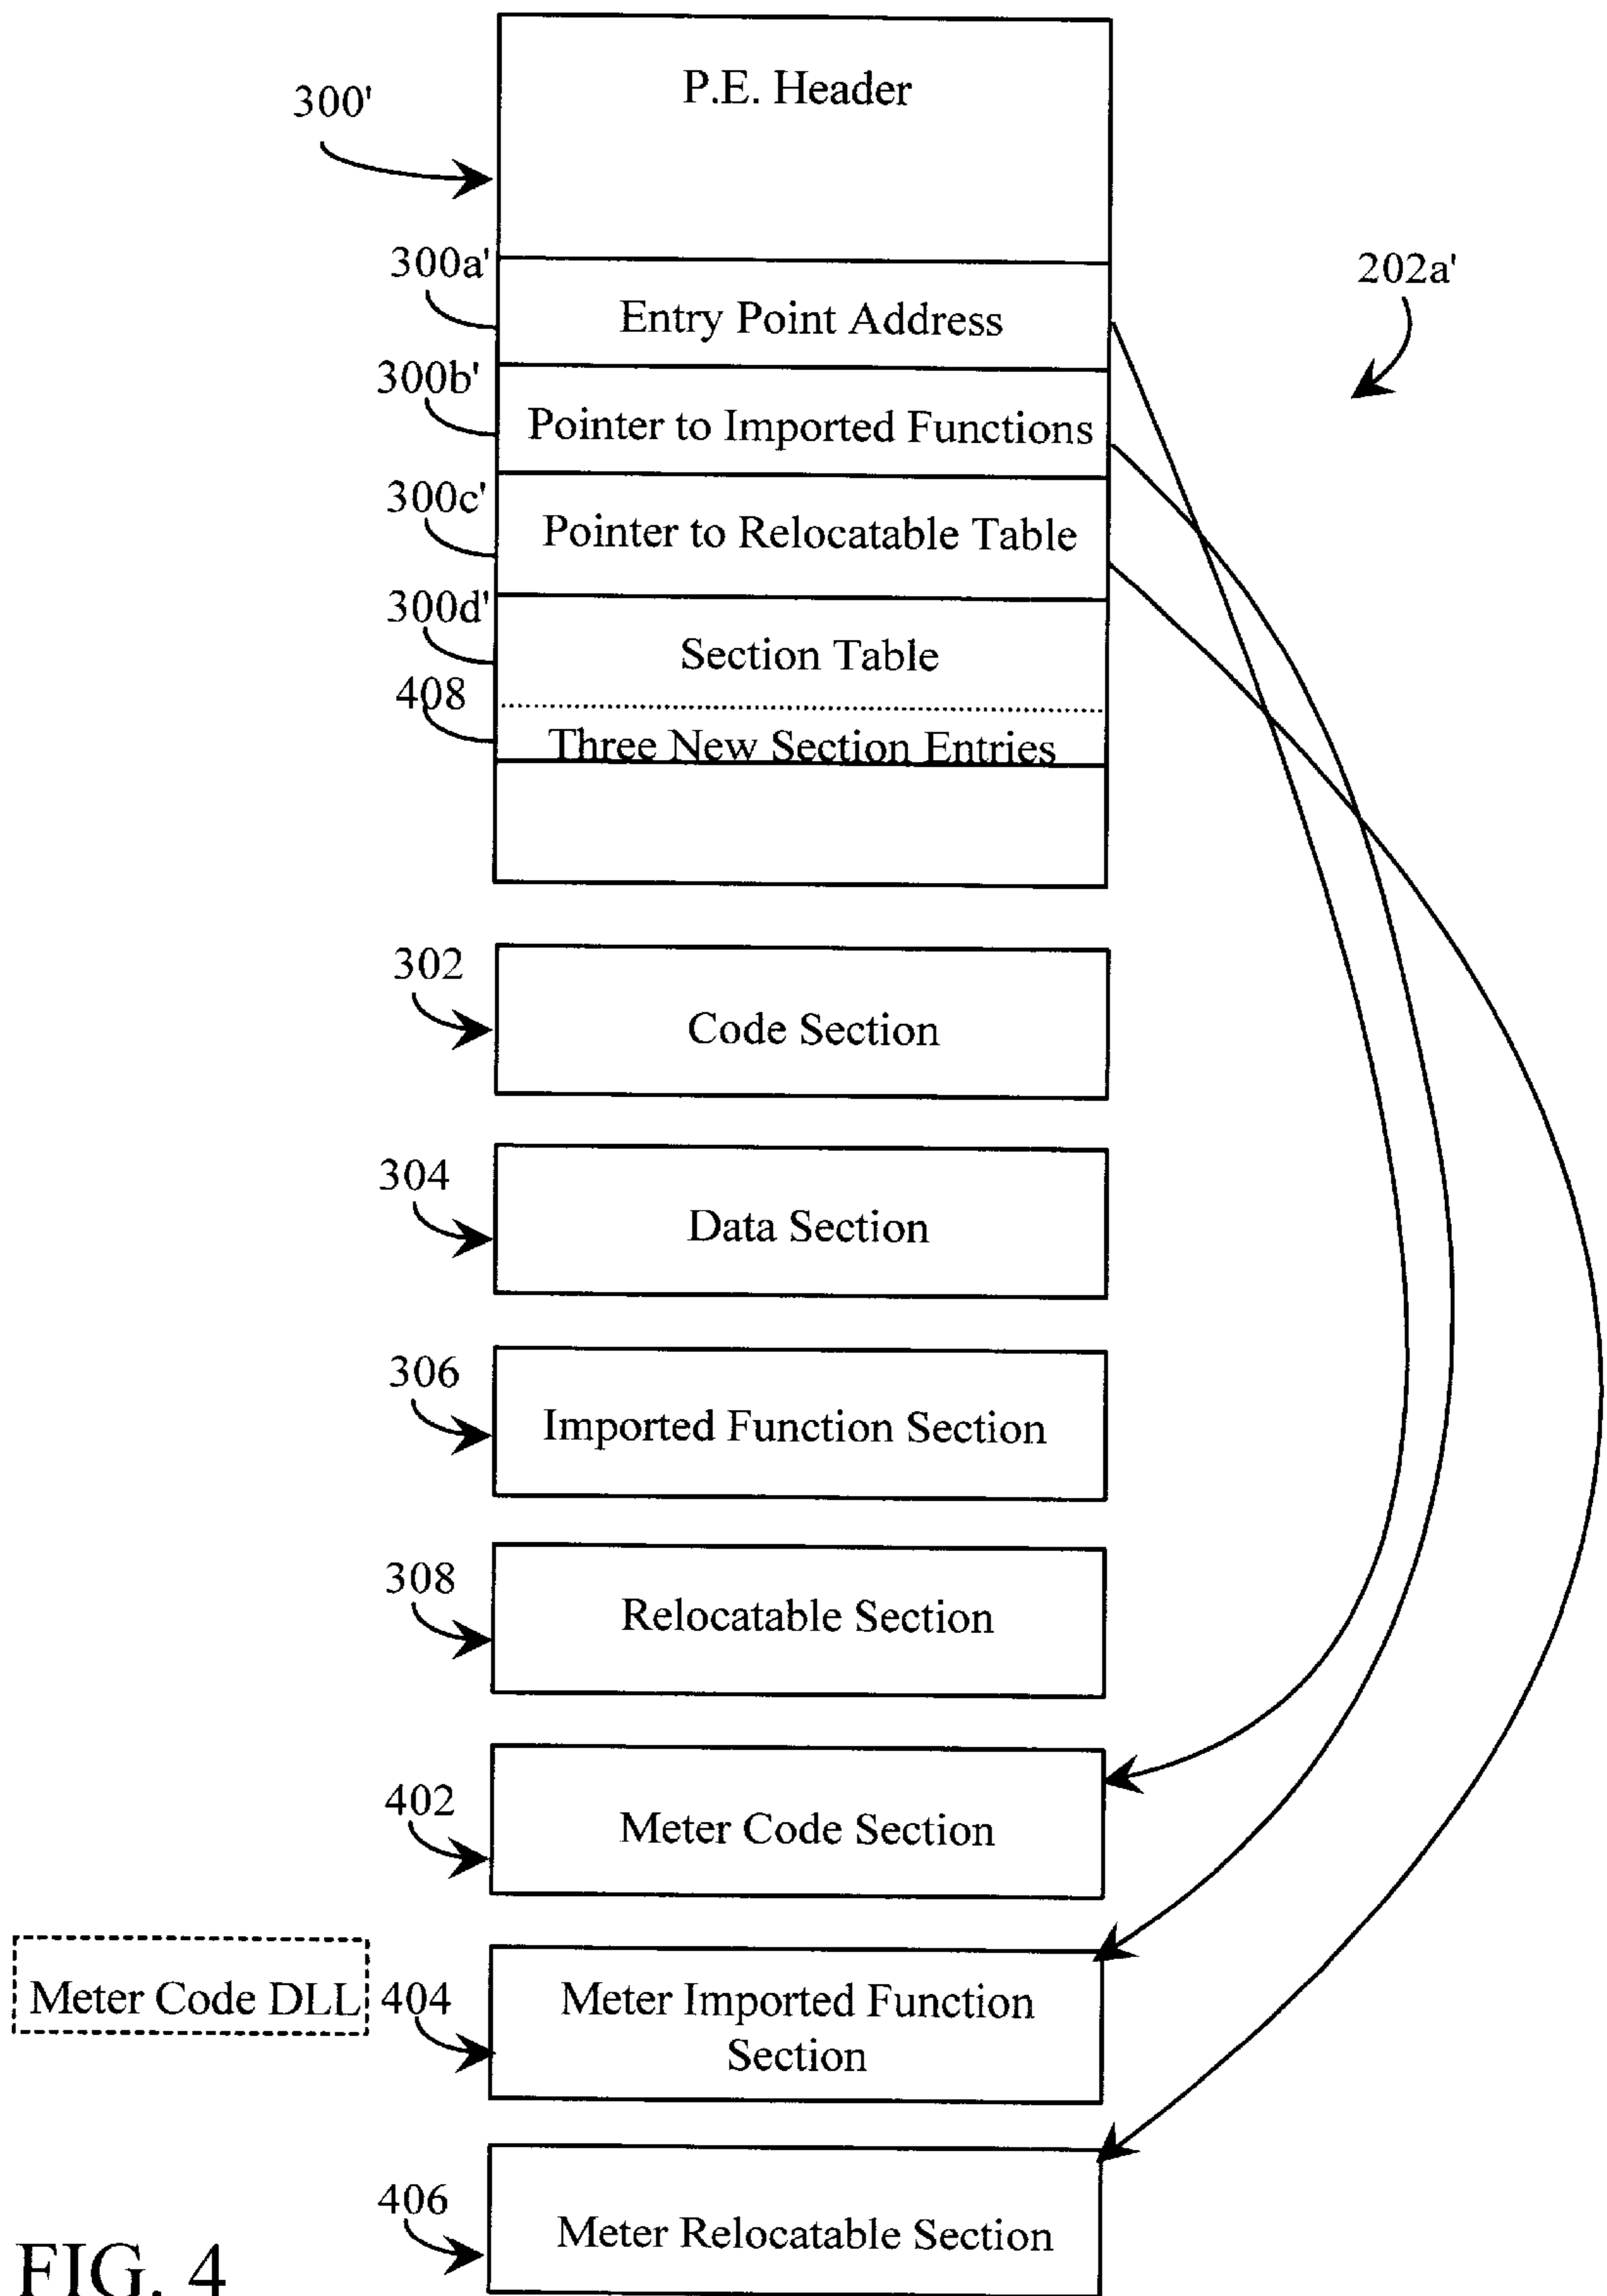 P.E. Header
300'
300a'
Entry Point Address
202a'
300b'
Pointer to Imported Functions
300c'
Pointer to Relocatable Table
300d'
Section Table
408
Three New Section Entries
302
Code Section
304
Data Section
306
Imported Function Section
308
Relocatable Section
402
Meter Code Section
Meter Code DLL
404
Meter Imported Function
Section
406
Meter Relocatable Section
FIG. 4